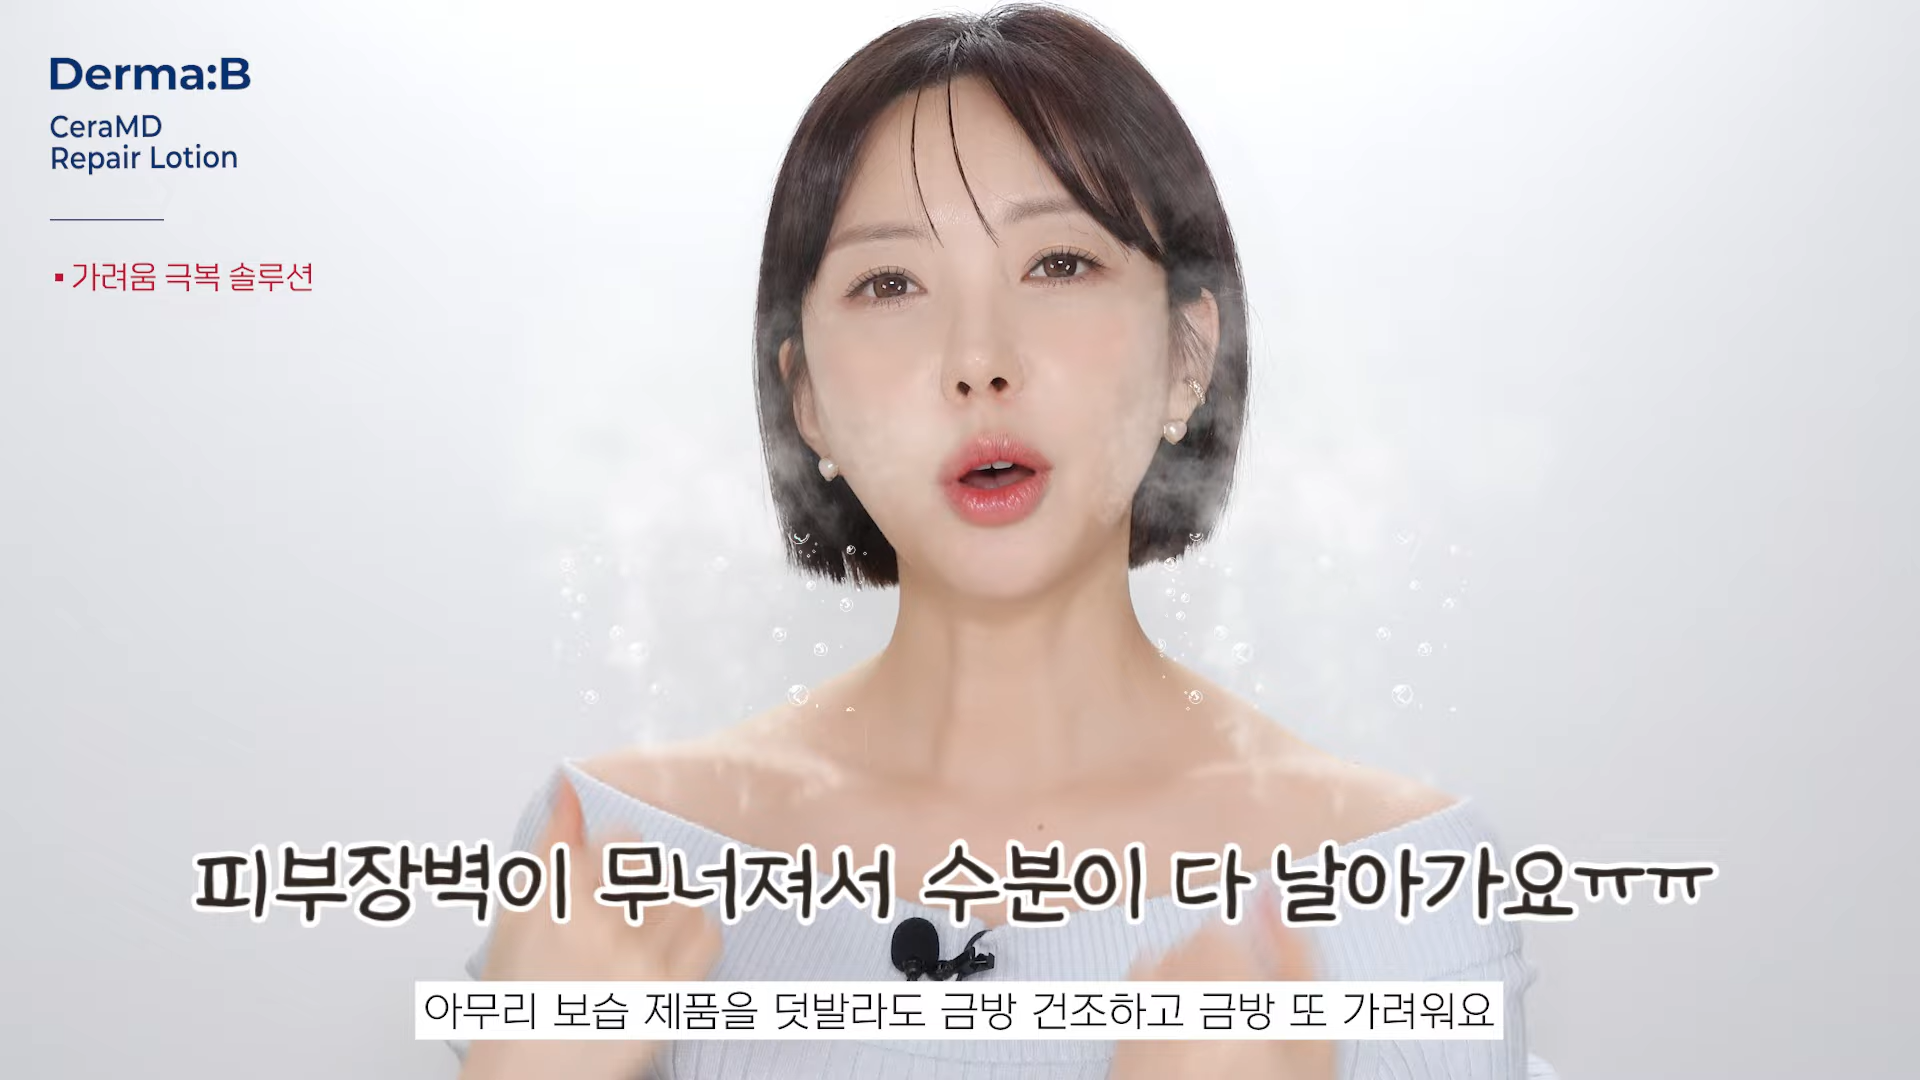 Derma:B
CeraMD
Repair Lotion
가려움 극복 솔루션
피부장벽이 무너져서 수분이 다 날아가요ㅠㅠ
아무리 보습 제품을 덧발라도 금방 건조하고 금방 또 가려워요